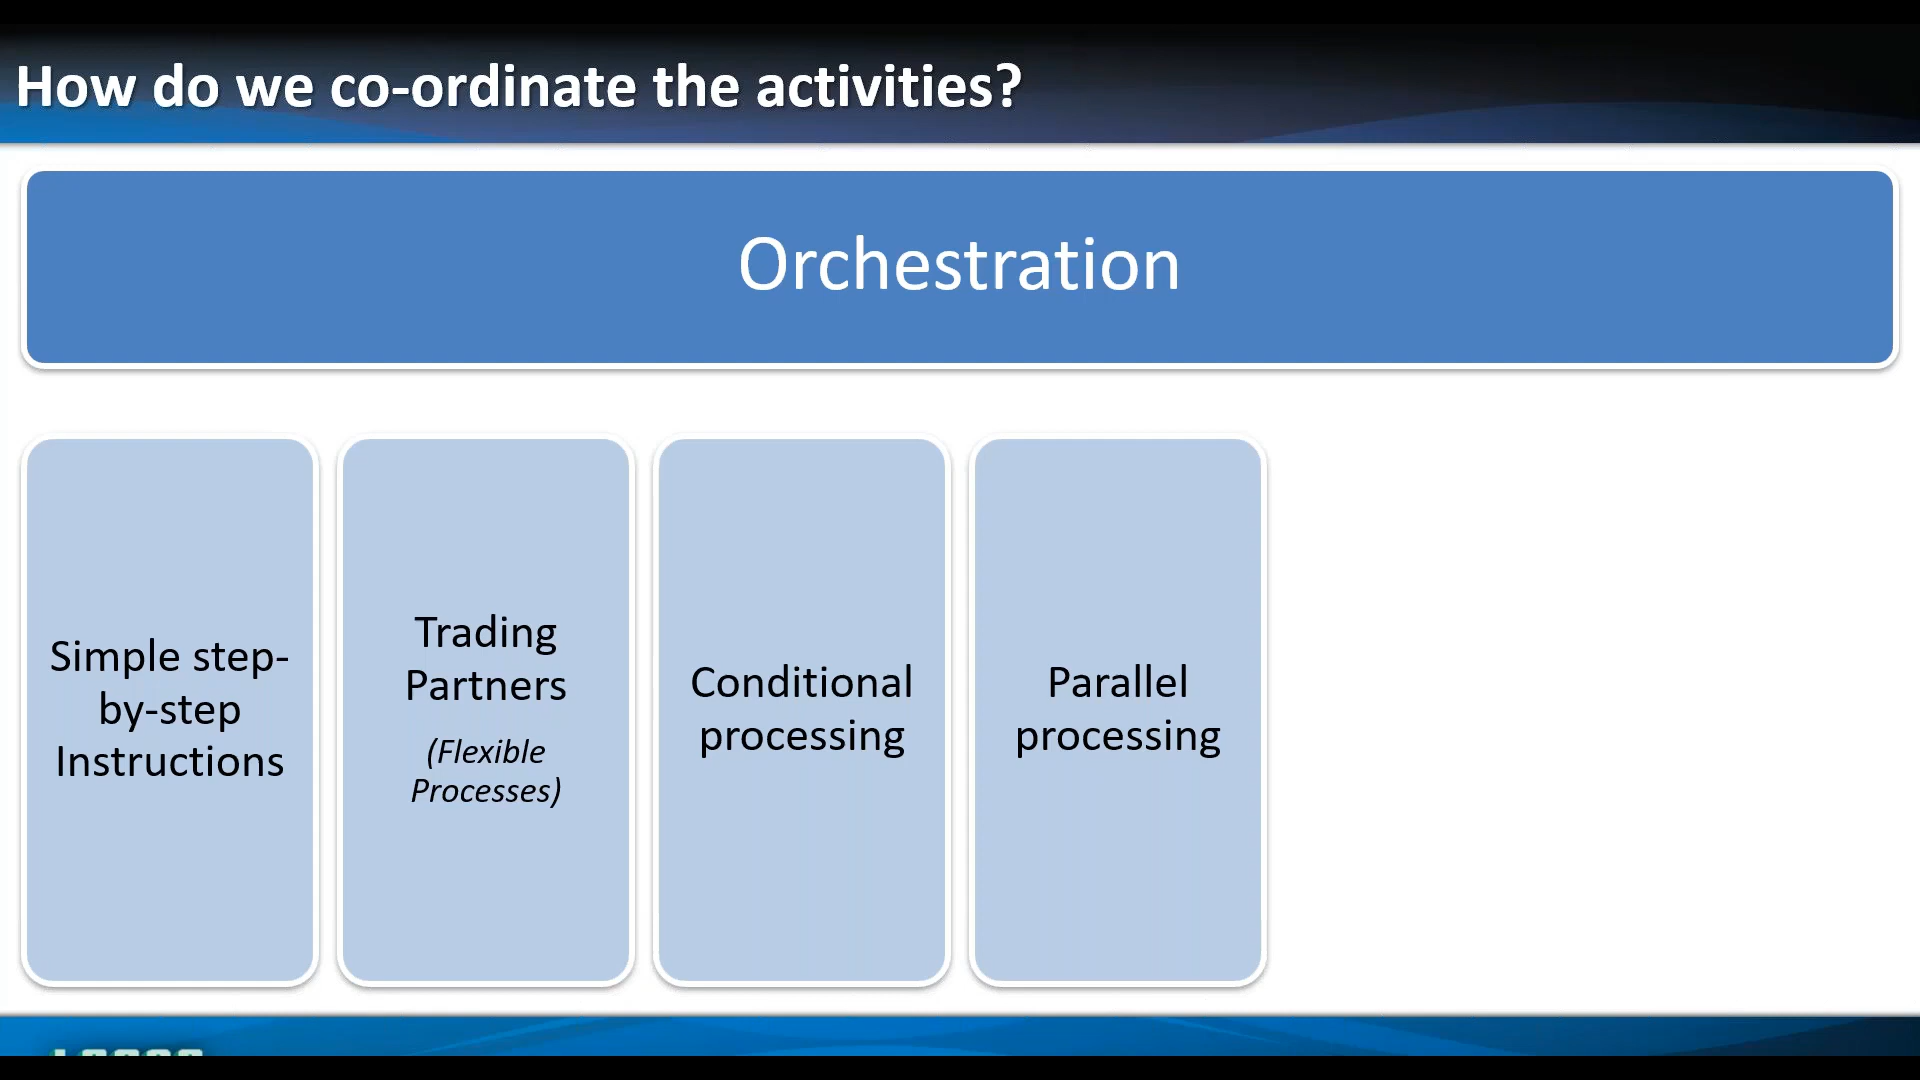 How do we co-ordinate the activities?
Orchestration
Simple step-
by-step
Instructions
Trading
Partners
(Flexible
Processes)
Conditional
processing
Parallel
processing